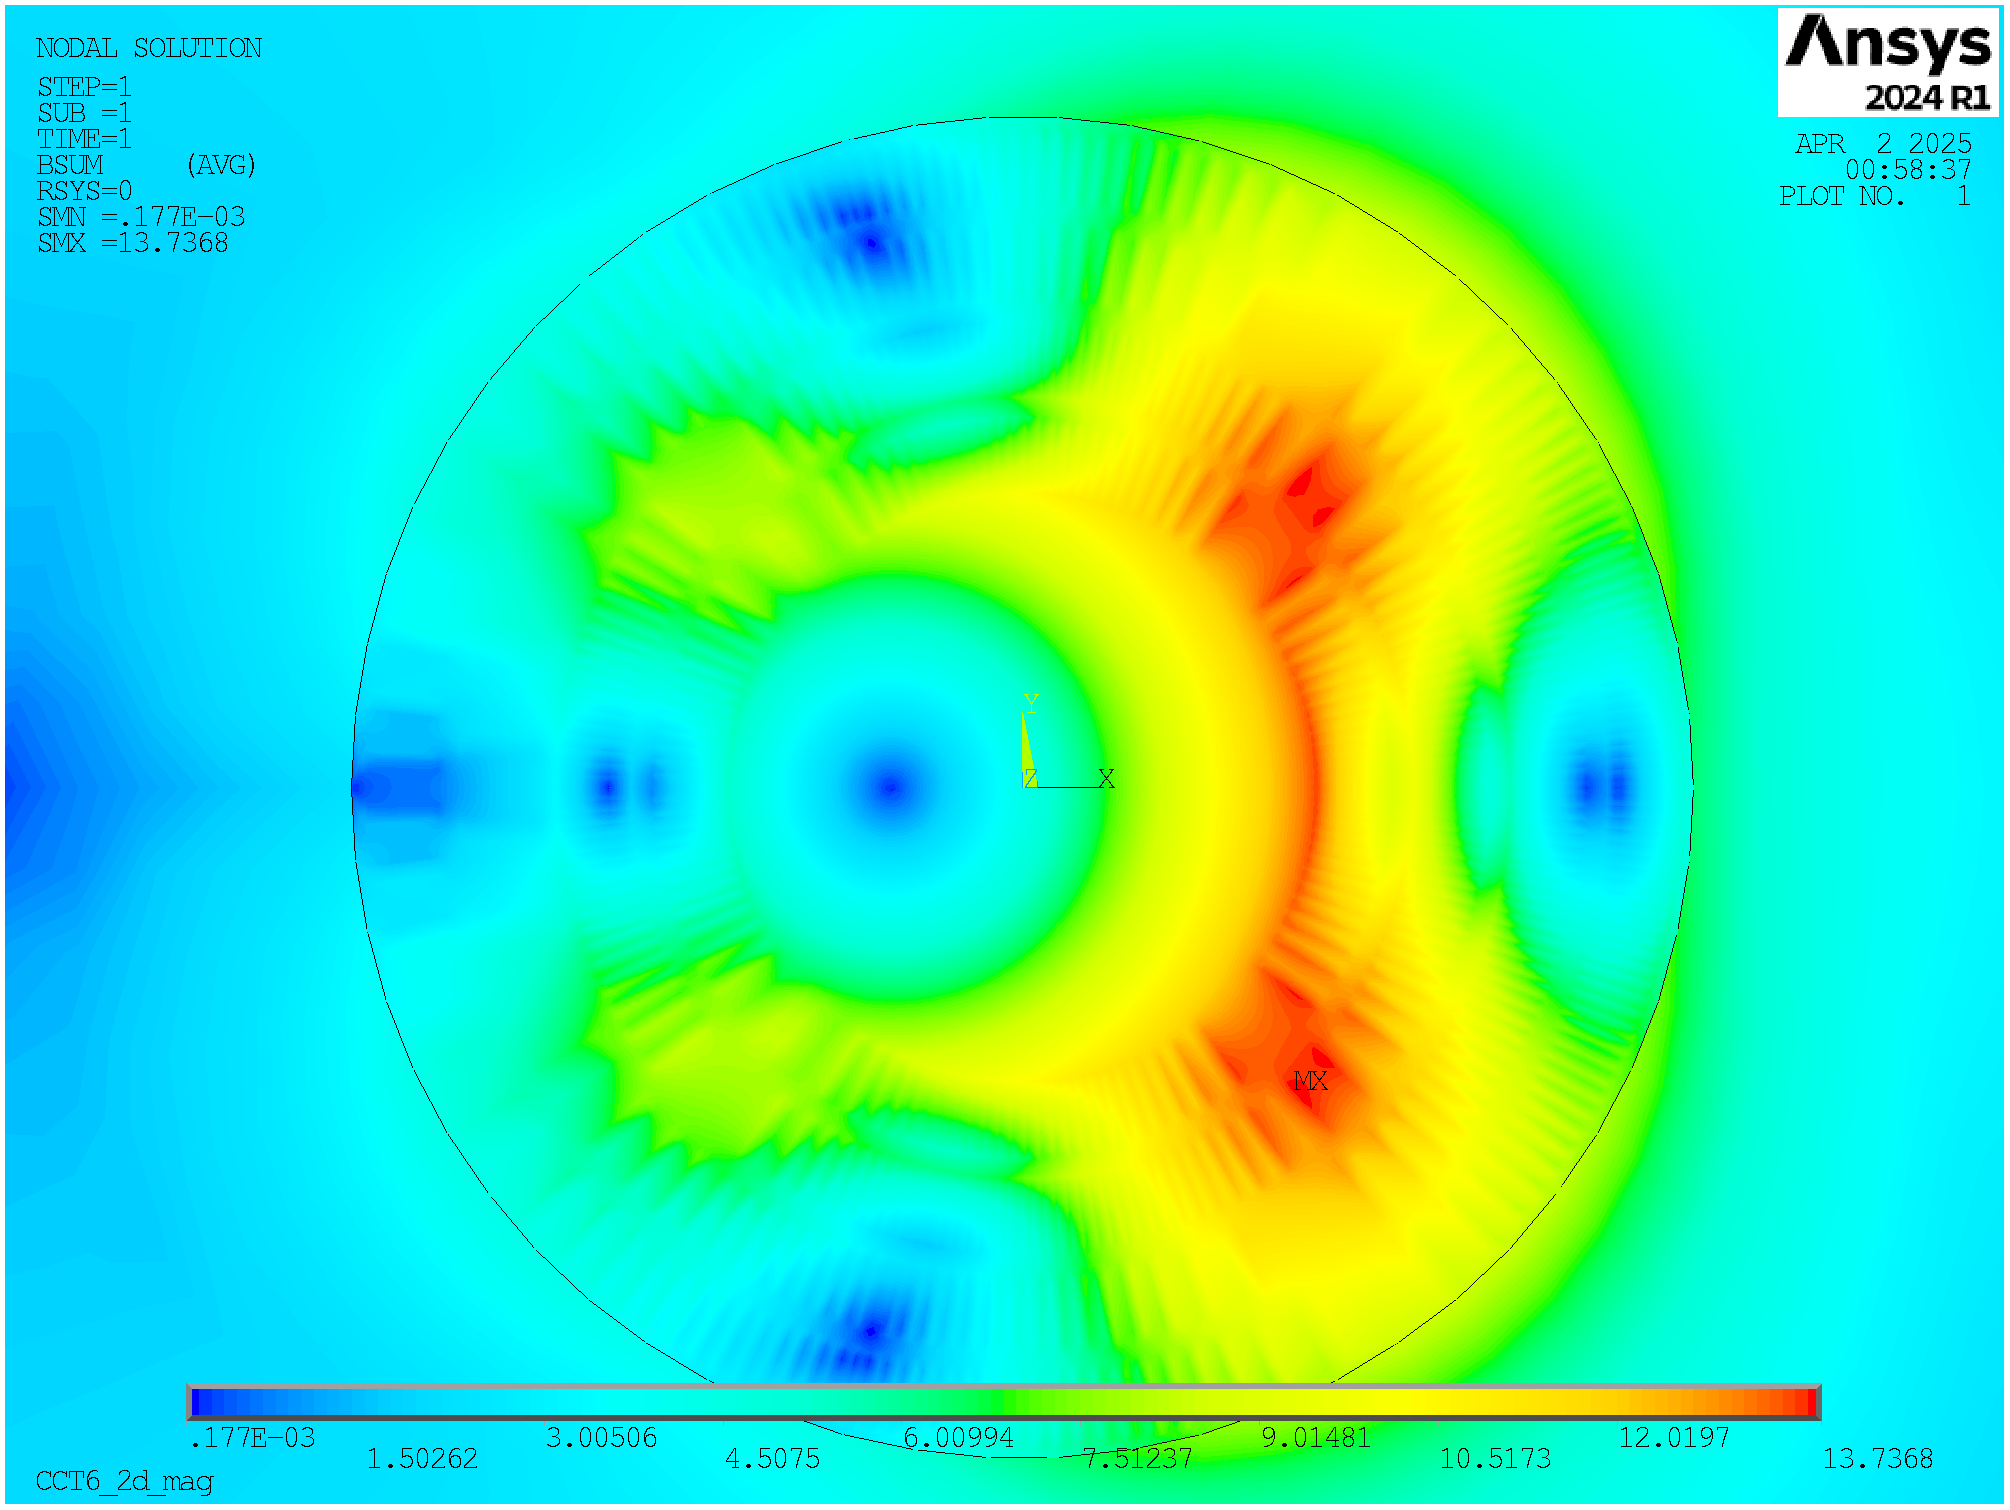 NODAL SOLUTION
STEP=1
SUB =1
TIME=1
BSUM     (AVG)
RSYS=0
SMN =.177E-03
SMX =13.7368
Ansys
2024 R1
APR  2 2025
00:58:37
PLOT NO.   1
Y
Z X
MX
.177E-03 3.00506 6.00994 9.01481 12.0197
1.50262 4.5075 7.51237 10.5173 13.7368
CCT6_2d_mag